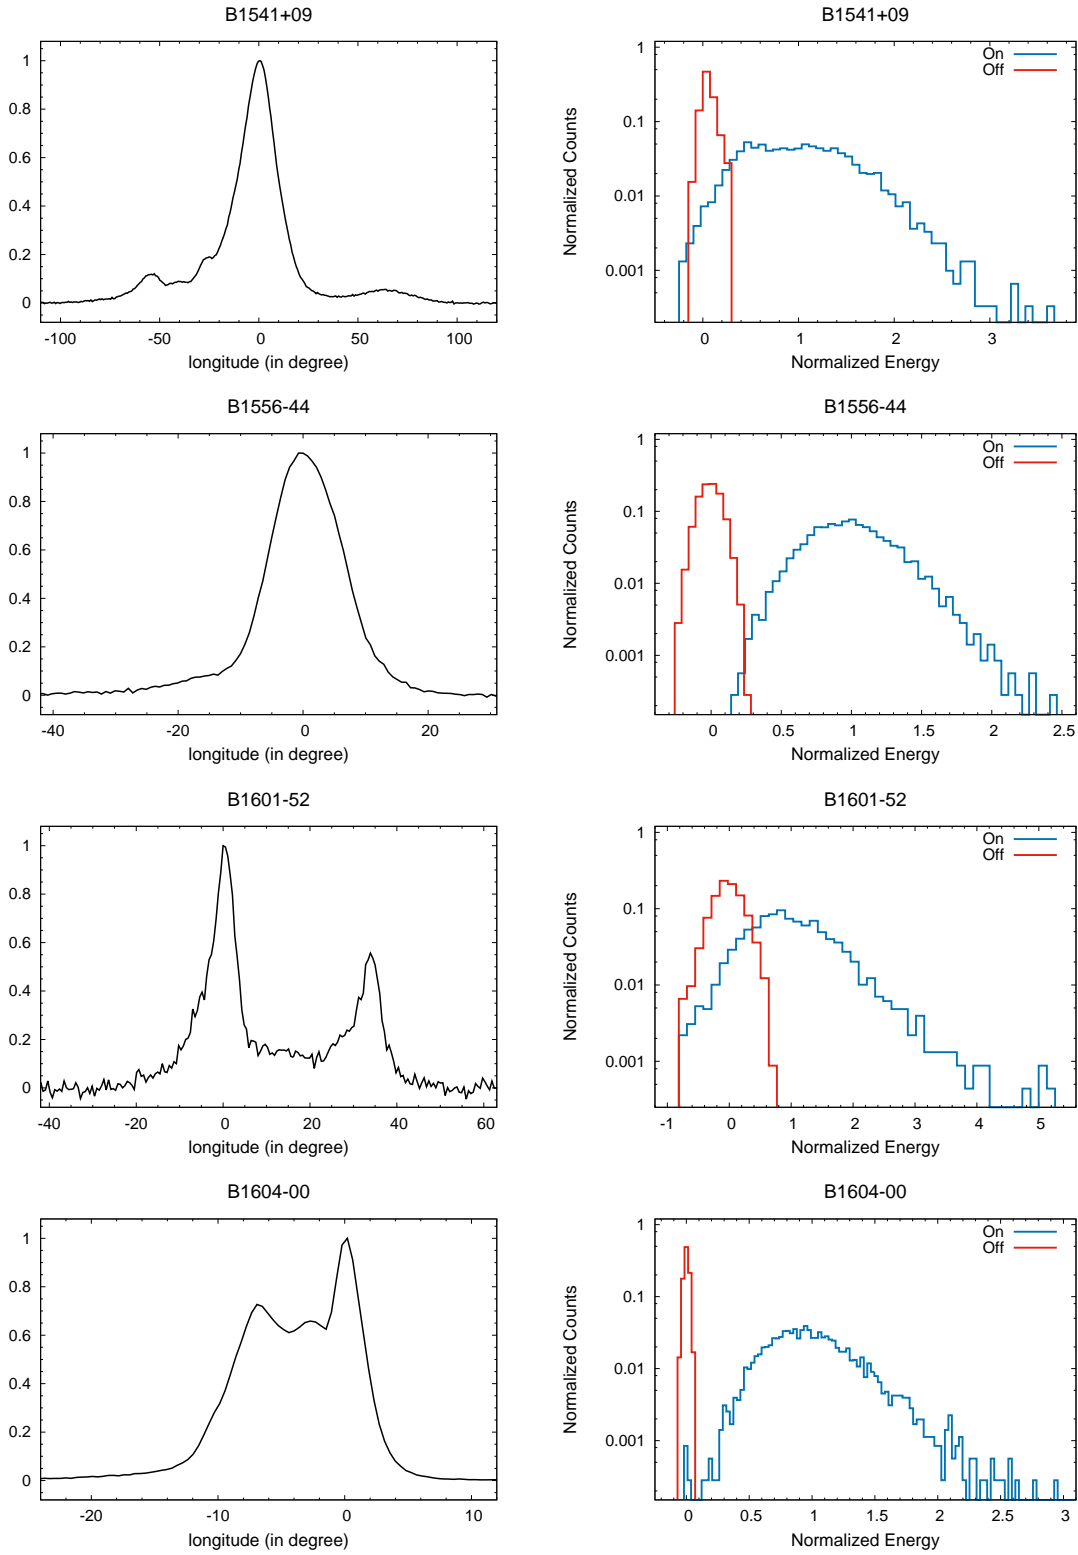 B1541+09
1
0.8
0.6
0.4
0.2
0
-100 -50 0 50 100
longitude (in degree)
B1541+09
Normalized Counts
1
0.1
0.01
0.001
On
Off
0 1 2 3
Normalized Energy
B1556-44
1
0.8
0.6
0.4
0.2
0
-40 -20 0 20
longitude (in degree)
B1556-44
Normalized Counts
1
0.1
0.01
0.001
On
Off
0 0.5 1 1.5 2 2.5
Normalized Energy
B1601-52
1
0.8
0.6
0.4
0.2
0
-40 -20 0 20 40 60
longitude (in degree)
B1601-52
Normalized Counts
1
0.1
0.01
0.001
On
Off
-1 0 1 2 3 4 5
Normalized Energy
B1604-00
1
0.8
0.6
0.4
0.2
0
-20 -10 0 10
longitude (in degree)
B1604-00
Normalized Counts
1
0.1
0.01
0.001
On
Off
0 0.5 1 1.5 2 2.5 3
Normalized Energy